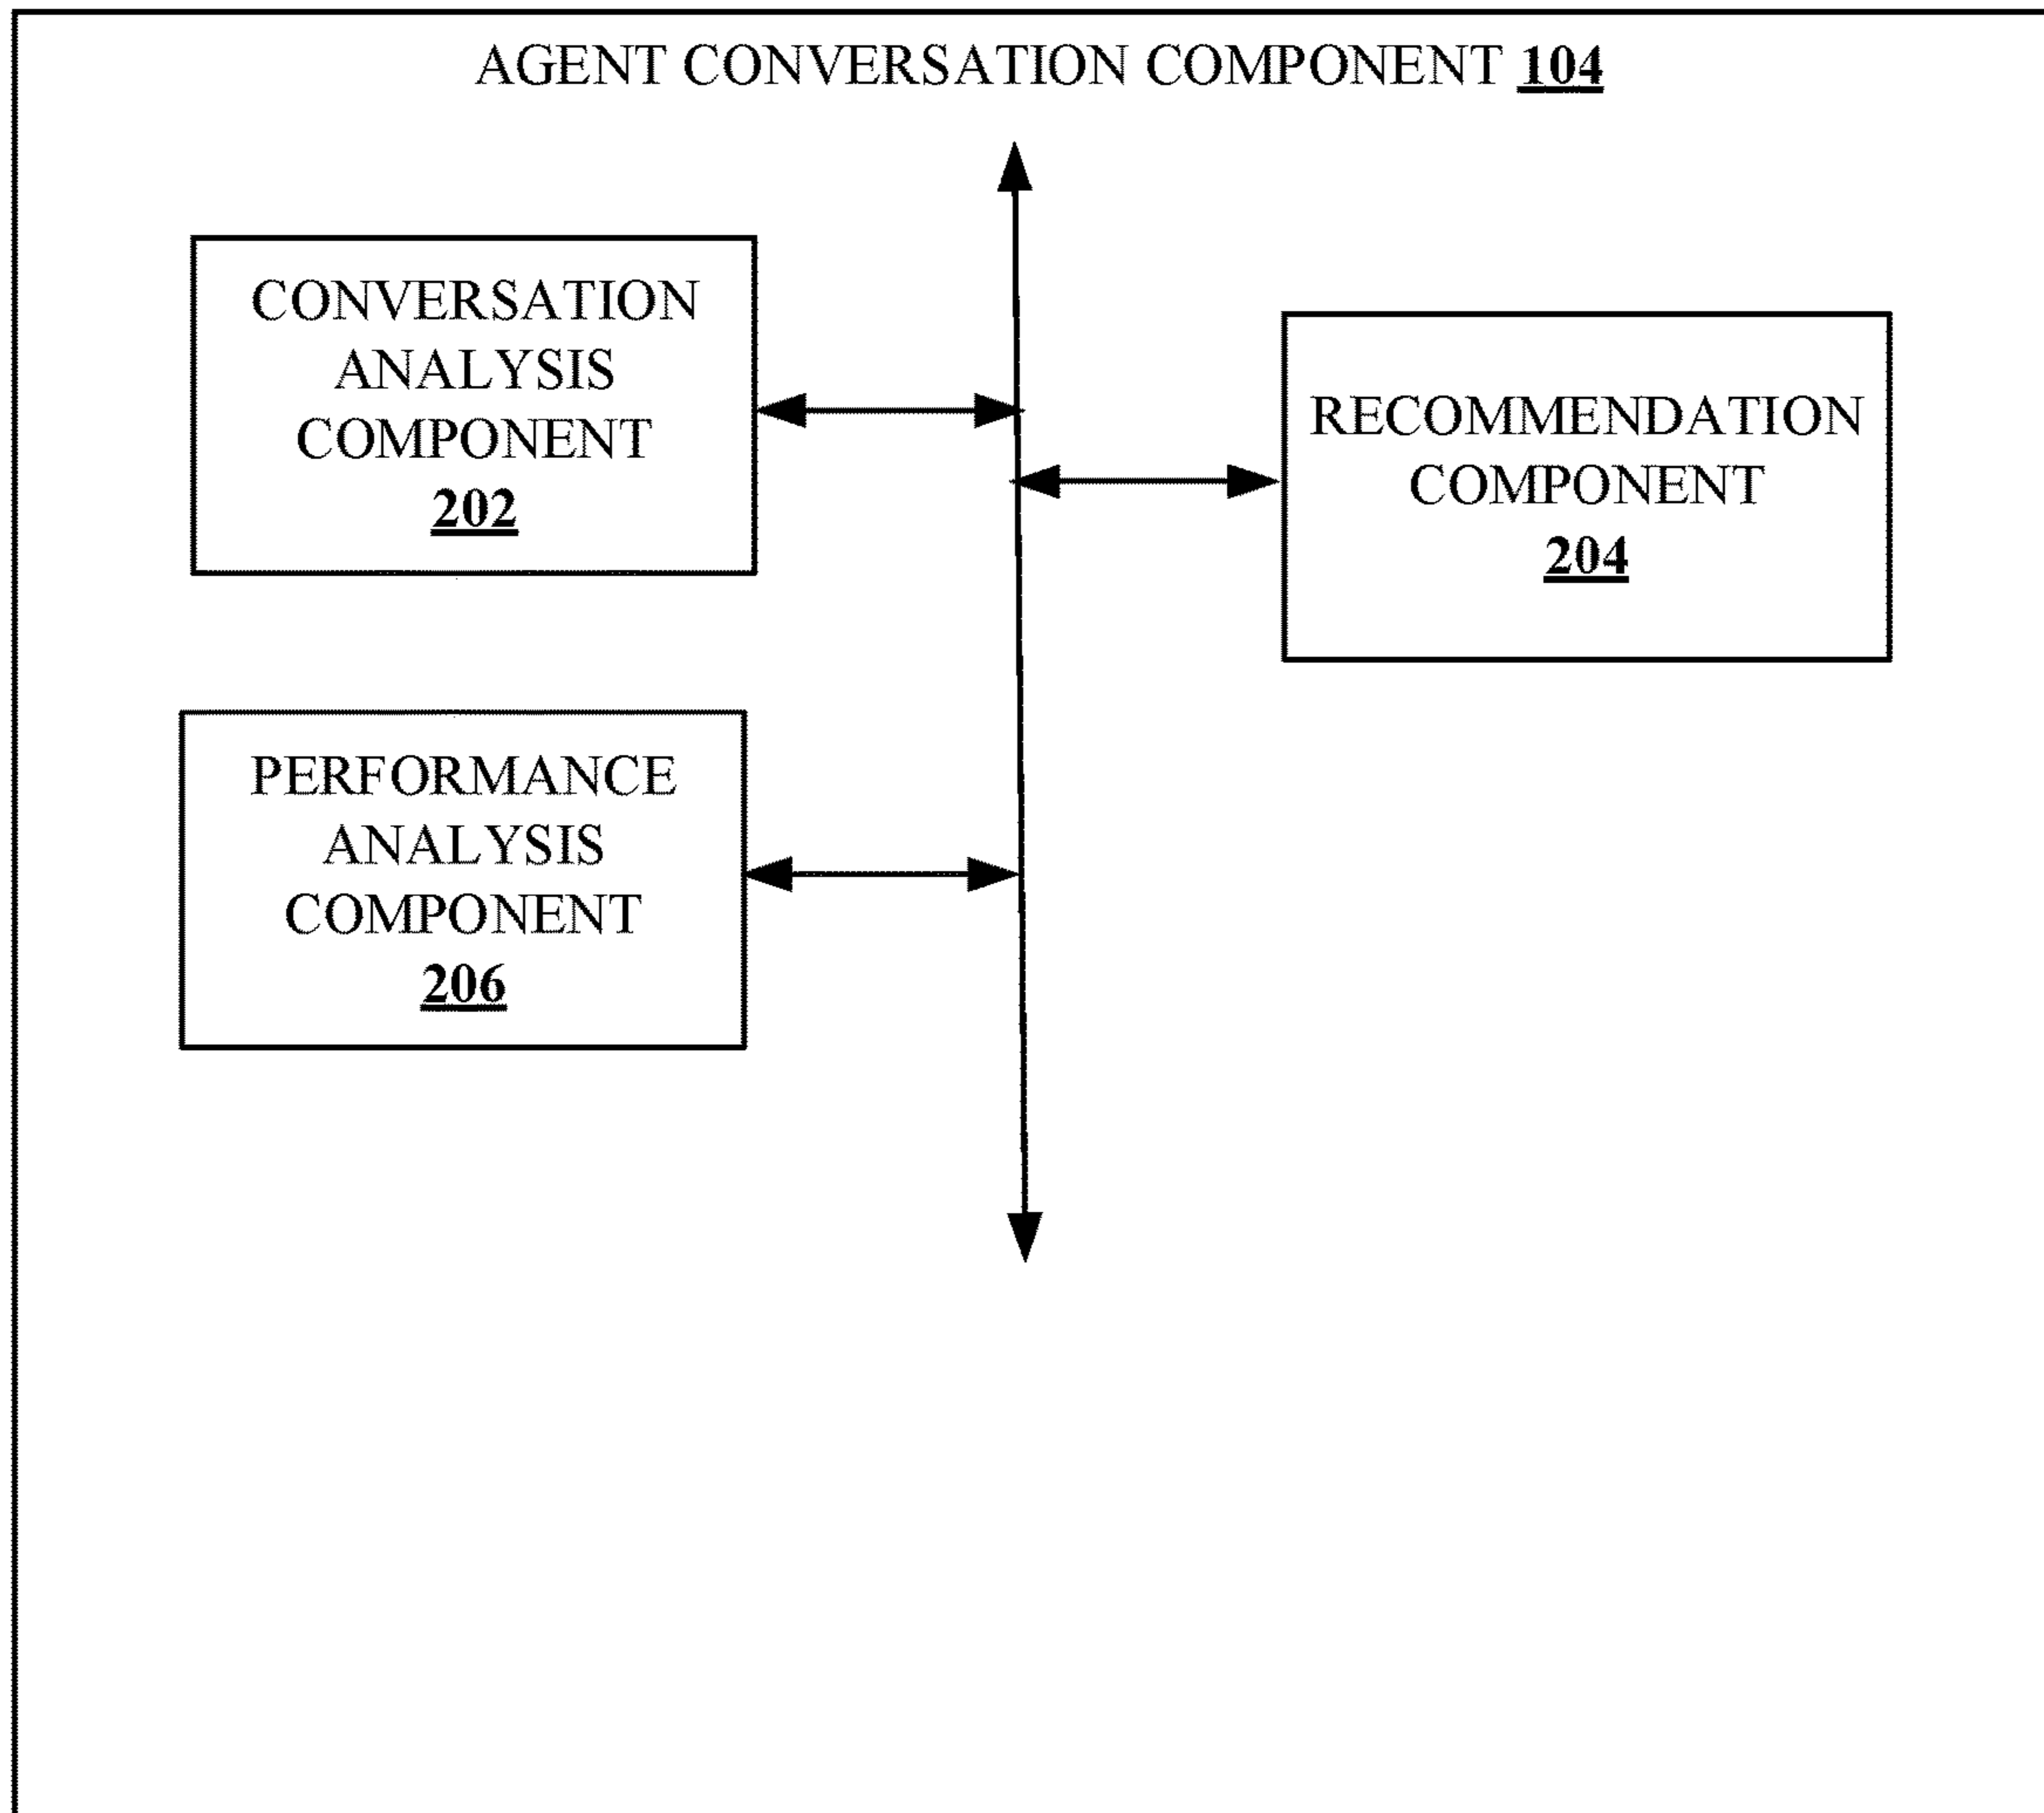 AGENT CONVERSATION COMPONENT 104
CONVERSATION
ANALYSIS
COMPONENT
202
RECOMMENDATION
COMPONENT
204
PERFORMANCE
ANALYSIS
COMPONENT
206